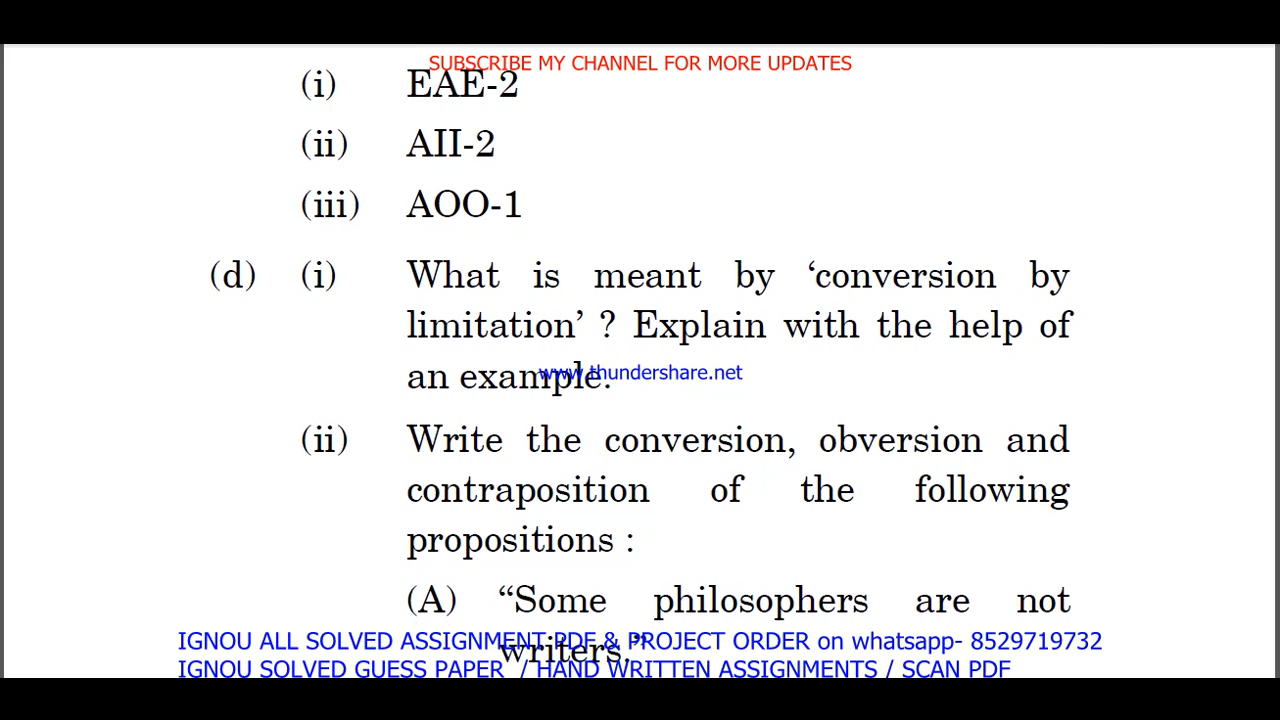 SUBSCRIBE MY CHANNEL FOR MORE UPDATES
(i) EAE-2
(ii) AII-2
(iii) AOO-1
(d) (i) What is meant by ‘conversion by
limitation’ ? Explain with the help of
an example.
www.thundershare.net
(ii) Write the conversion, obversion and
contraposition of the following
propositions :
(A) “Some philosophers are not
writers.”
IGNOU ALL SOLVED ASSIGNMENT PDF & PROJECT ORDER on whatsapp- 8529719732
IGNOU SOLVED GUESS PAPER / HAND WRITTEN ASSIGNMENTS / SCAN PDF